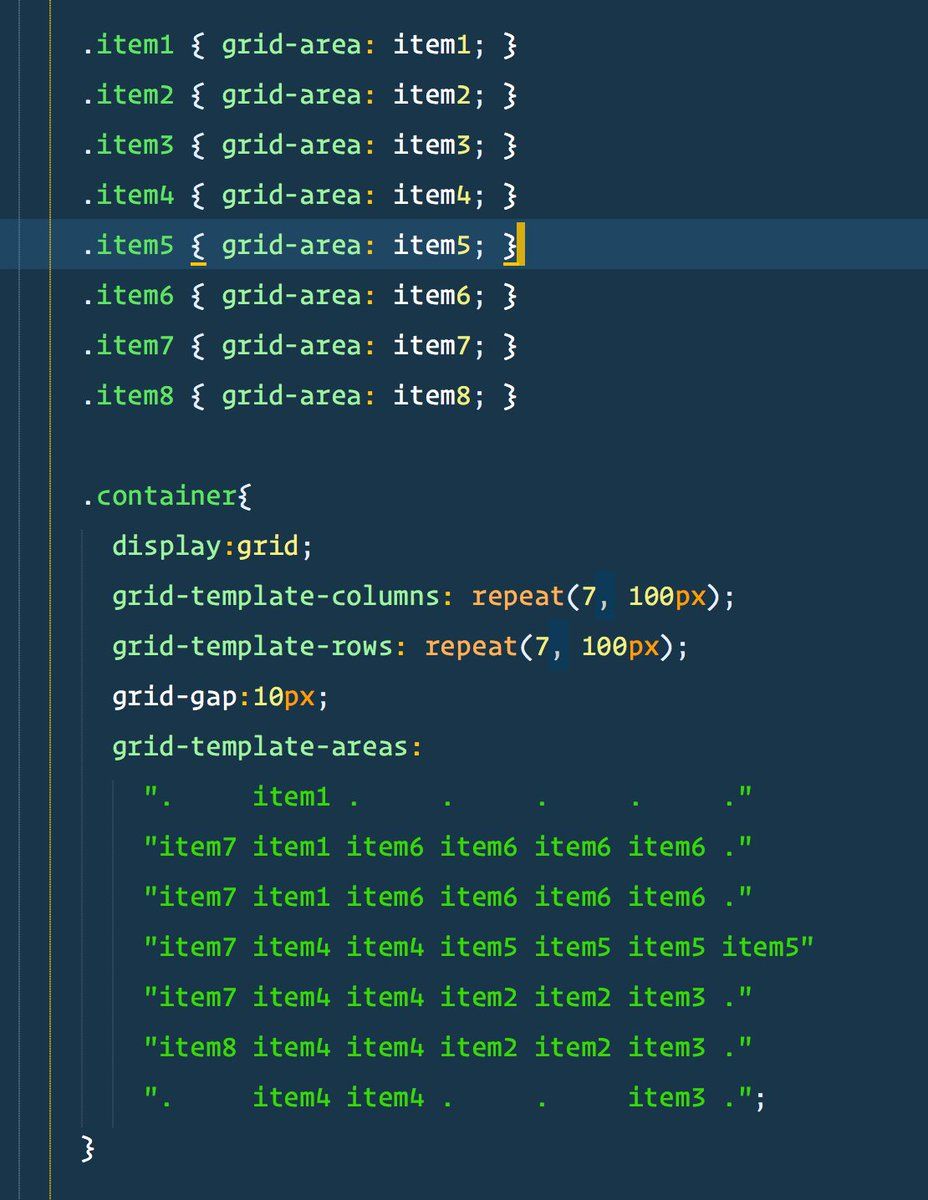 .item1 { grid-area: item1; }
.item2 { grid-area: item2; }
.item3 { grid-area: item3; }
.item4 { grid-area: item4; }
.item5 { grid-area: item5; }
.item6 { grid-area: item6; }
.item7 { grid-area: item7; }
.item8 { grid-area: item8; }
.container{
  display:grid;
  grid-template-columns: repeat(7, 100px);
  grid-template-rows: repeat(7, 100px);
  grid-gap:10px;
  grid-template-areas:
    ".     item1 .     .     .     .     ."
    "item7 item1 item6 item6 item6 item6 ."
    "item7 item1 item6 item6 item6 item6 ."
    "item7 item4 item4 item5 item5 item5 item5"
    "item7 item4 item4 item2 item2 item3 ."
    "item8 item4 item4 item2 item2 item3 ."
    ".     item4 item4 .     .     item3 .";
}